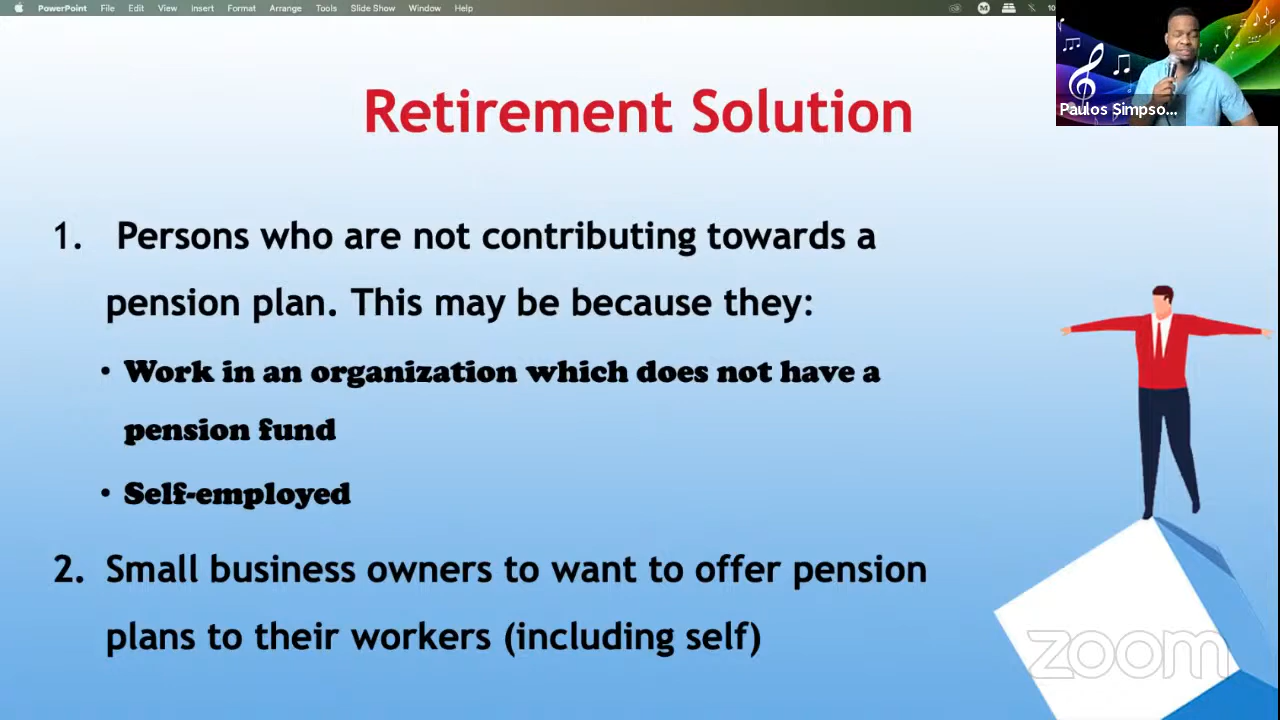 PowerPoint File Edit View Insert Format Arrange Tools Slide Show Window Help
Paulos Simpso...
Retirement Solution
1. Persons who are not contributing towards a
pension plan. This may be because they:
• Work in an organization which does not have a
pension fund
• Self-employed
2. Small business owners to want to offer pension
plans to their workers (including self)
zoom